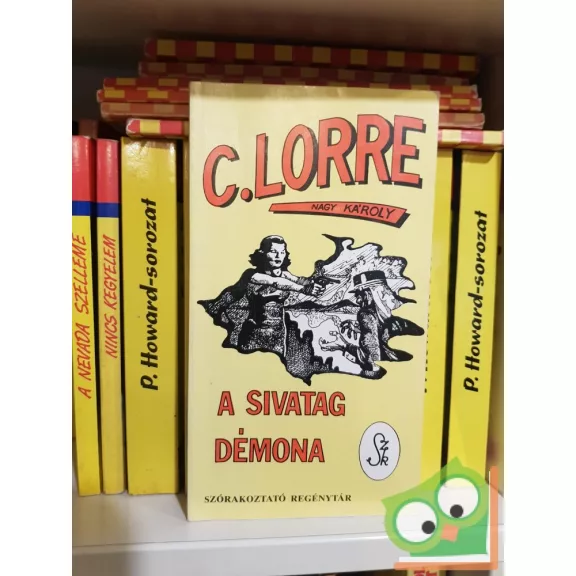 C.LORRE
NAGY KÁROLY
A SIVATAG
DÉMONA
SZk
SZÓRAKOZTATÓ REGÉNYTÁR
A NEVADA SZELLEME
NINCS KEGYELEM
P. Howard-sorozat
P. Howard-sorozat